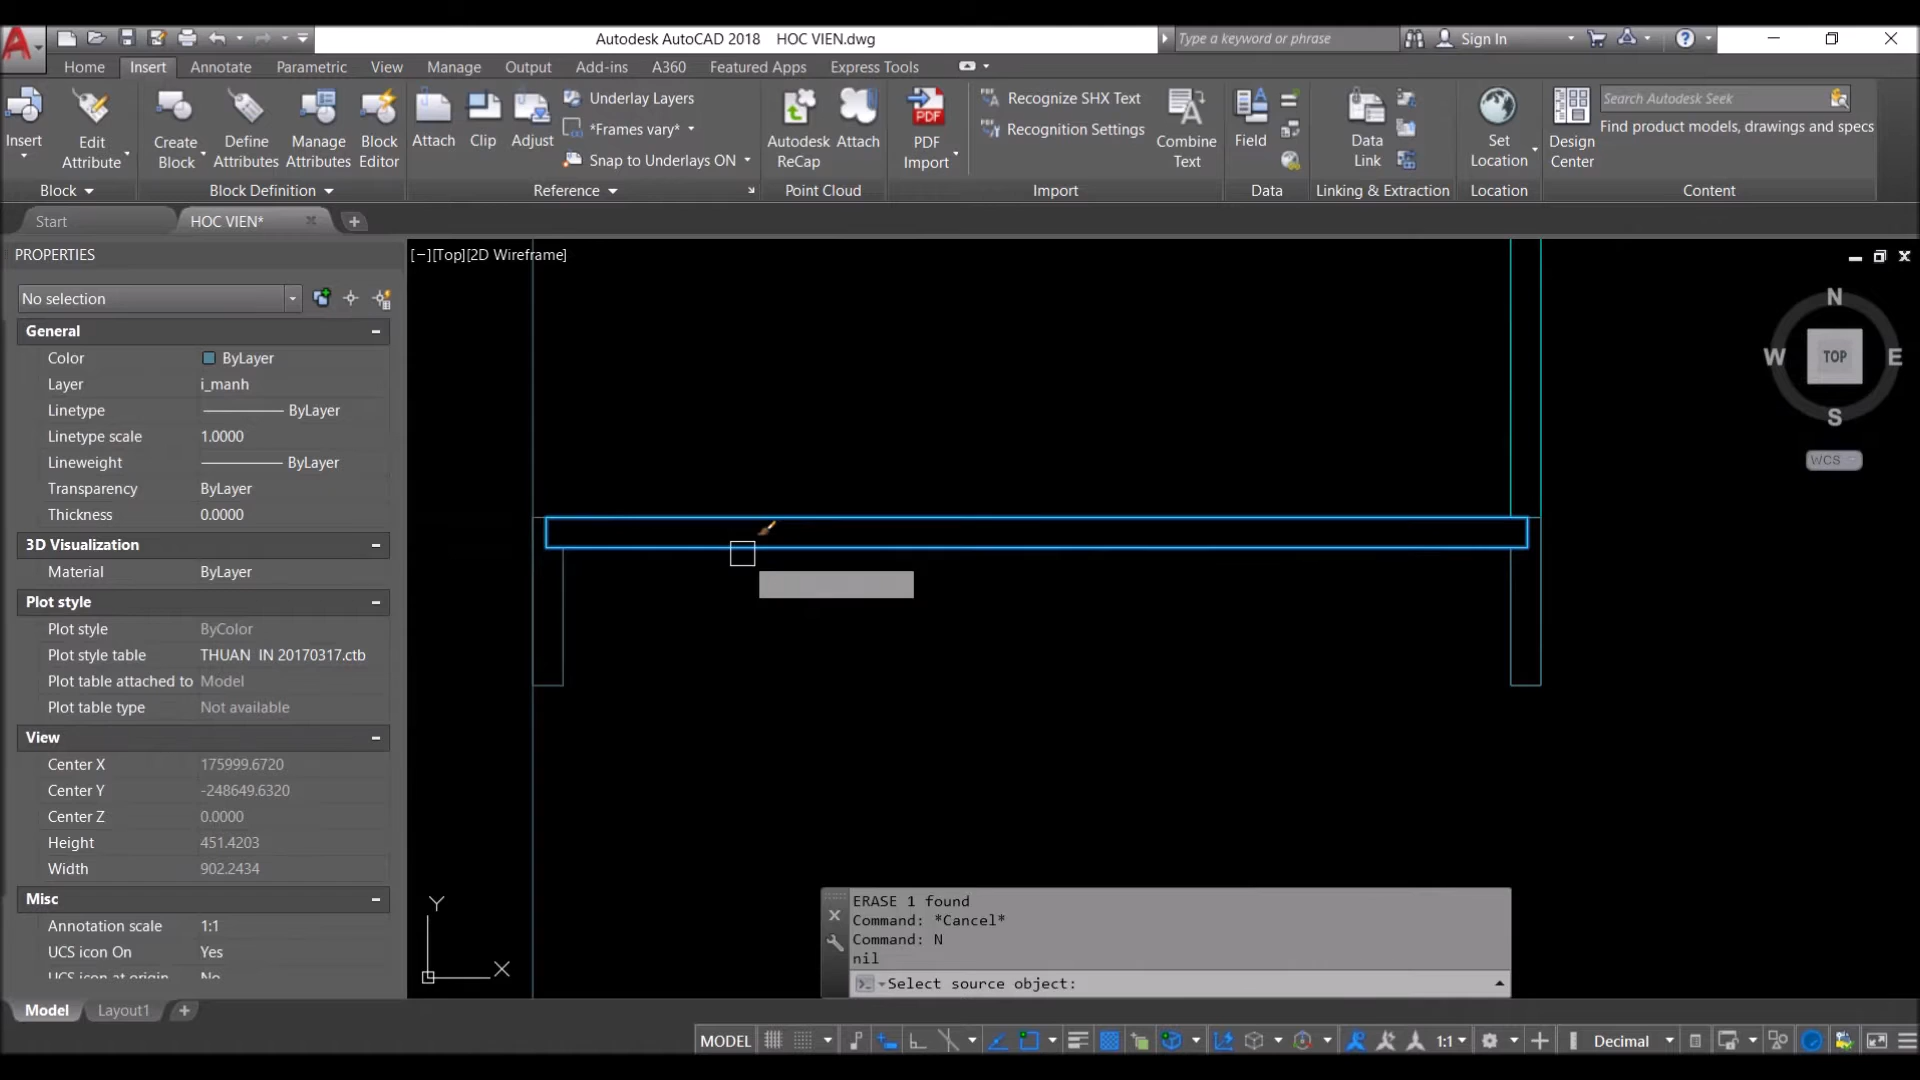 Autodesk AutoCAD 2018 HOC VIEN.dwg
Type a keyword or phrase
Sign In
Home Insert Annotate Parametric View Manage Output Add-ins A360 Featured Apps Express Tools
Insert
Edit Attribute
Create Block
Define Attributes
Manage Attributes
Block Editor
Attach
Clip
Adjust
Underlay Layers
*Frames vary*
Snap to Underlays ON
Autodesk ReCap
Attach
PDF Import
Recognize SHX Text
Recognition Settings
Combine Text
Field
Data Link
Set Location
Design Center
Search Autodesk Seek
Find product models, drawings and specs
Block Block Definition Reference Point Cloud Import Data Linking & Extraction Location Content
Start HOC VIEN*
PROPERTIES
[−][Top][2D Wireframe]
No selection
General
Color ByLayer
Layer i_manh
Linetype ByLayer
Linetype scale 1.0000
Lineweight ByLayer
Transparency ByLayer
Thickness 0.0000
3D Visualization
Material ByLayer
Plot style
Plot style ByColor
Plot style table THUAN IN 20170317.ctb
Plot table attached to Model
Plot table type Not available
View
Center X 175999.6720
Center Y -248649.6320
Center Z 0.0000
Height 451.4203
Width 902.2434
Misc
Annotation scale 1:1
UCS icon On Yes
UCS icon at origin No
N
W TOP E
S
WCS
Y
X
ERASE 1 found
Command: *Cancel*
Command: N
nil
Select source object:
Model Layout1
MODEL 1:1 Decimal